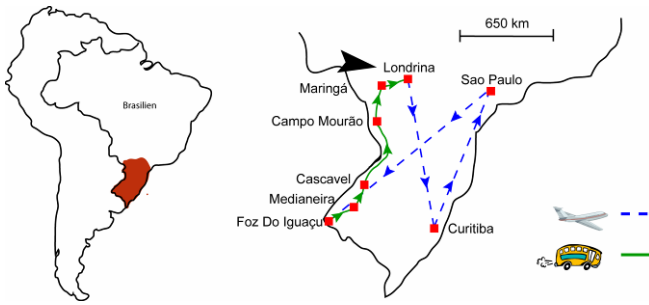 Brasilien
650 km
Londrina
Maringá
Sao Paulo
Campo Mourão
Cascavel
Medianeira
Foz Do Iguaçu
Curitiba